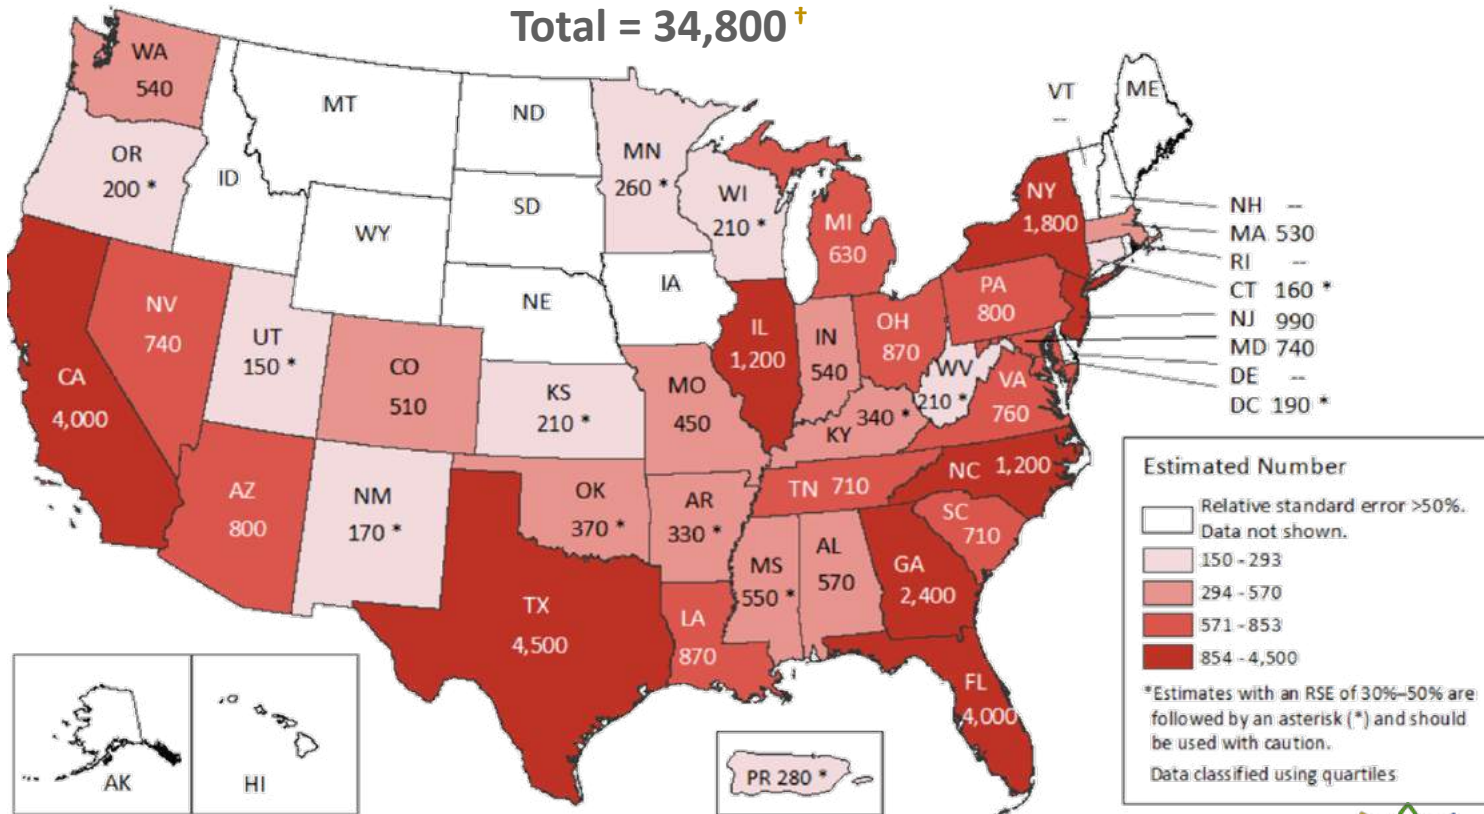 Total = 34,800 †
WA
540
OR
200 *
ID
MT
ND
MN
260 *
SD
WY
WI
210 *
MI
630
VT
--
ME
NY
1,800
NH --
MA 530
RI --
CT 160 *
NJ 990
MD 740
DE --
DC 190 *
NE
IA
NV
740
UT
150 *
CO
510
CA
4,000
KS
210 *
MO
450
IL
1,200
IN
540
OH
870
PA
800
WV
210 *
VA
760
KY 340 *
AZ
800
NM
170 *
OK
370 *
AR
330 *
TN 710
NC 1,200
SC
710
MS
550 *
AL
570
GA
2,400
TX
4,500
LA
870
FL
4,000
AK
HI
PR 280 *
Estimated Number
Relative standard error >50%.
Data not shown.
150 - 293
294 - 570
571 - 853
854 - 4,500
*Estimates with an RSE of 30%–50% are
followed by an asterisk (*) and should
be used with caution.
Data classified using quartiles